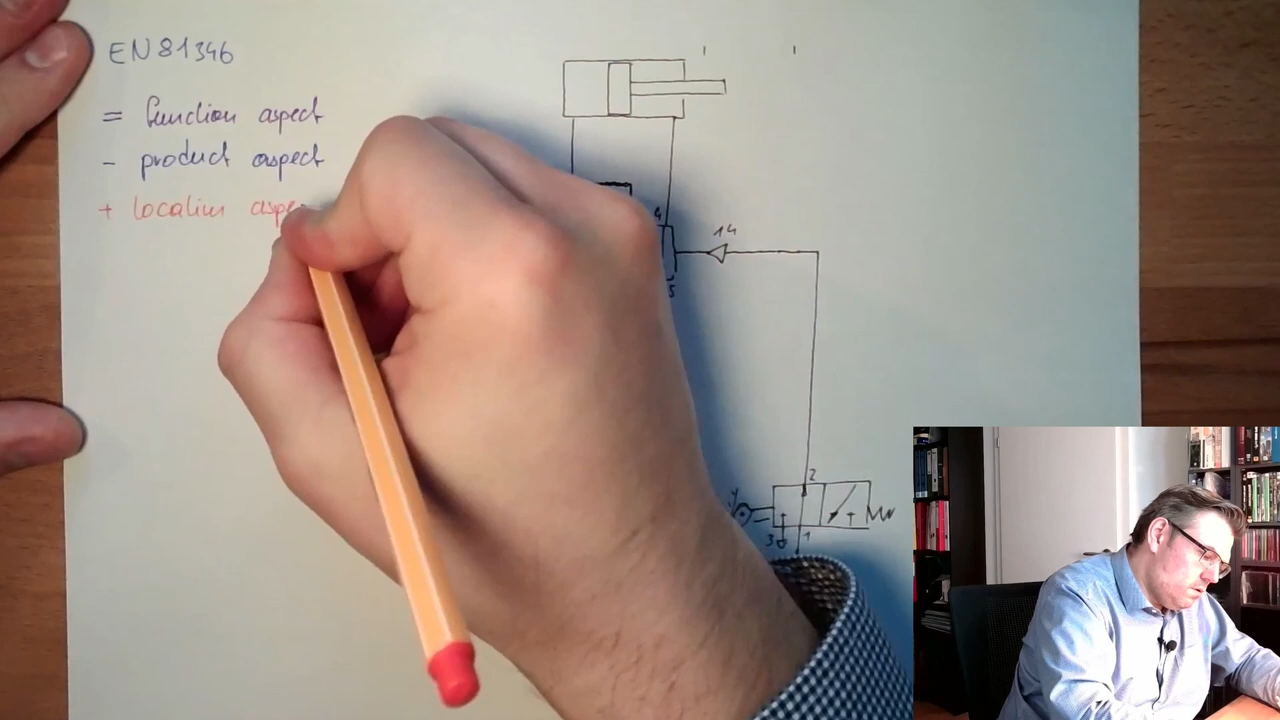 EN 81346
= function aspect
- product aspect
+ location
4
14
5
2
3
1